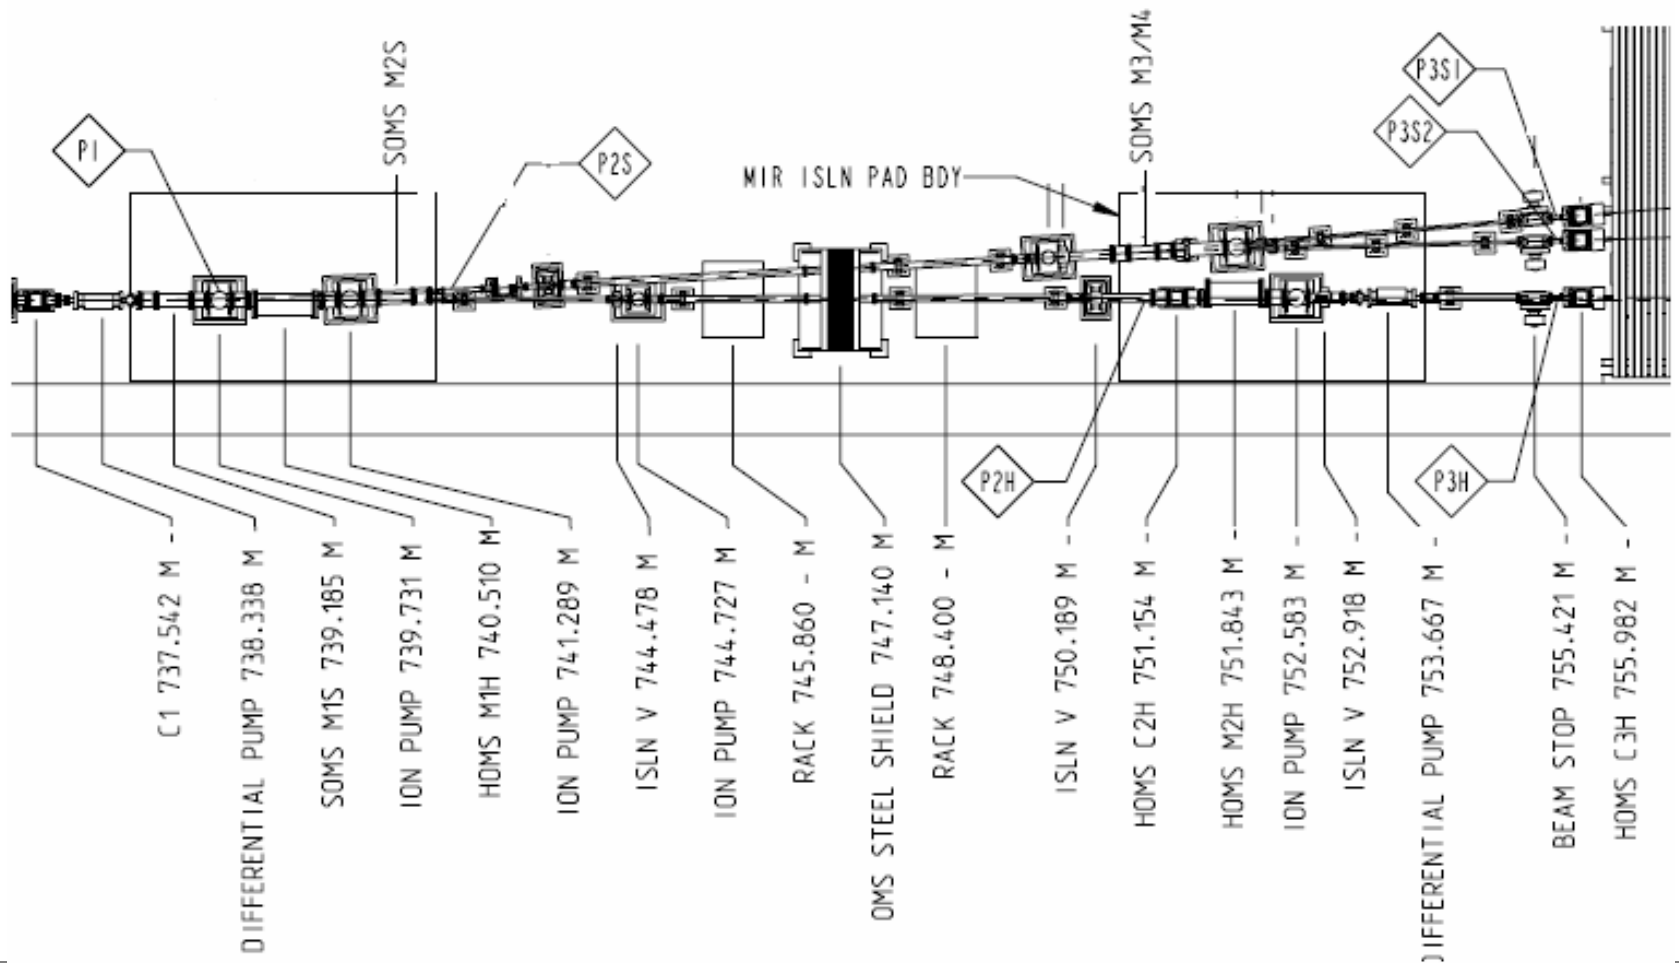 P1
SOMS M2S
P2S
MIR ISLN PAD BDY
SOMS M3/M4
P3S1
P3S2
P2H
P3H
C1 737.542 M -
DIFFERENTIAL PUMP 738.338 M -
SOMS M1S 739.185 M
ION PUMP 739.731 M
HOMS M1H 740.510 M
ION PUMP 741.289 M
ISLN V 744.478 M -
ION PUMP 744.727 M
RACK 745.860 - M
OMS STEEL SHIELD 747.140 M
RACK 748.400 - M
ISLN V 750.189 M -
HOMS C2H 751.154 M -
HOMS M2H 751.843 M -
ION PUMP 752.583 M -
ISLN V 752.918 M -
DIFFERENTIAL PUMP 753.667 M -
BEAM STOP 755.421 M -
HOMS C3H 755.982 M -